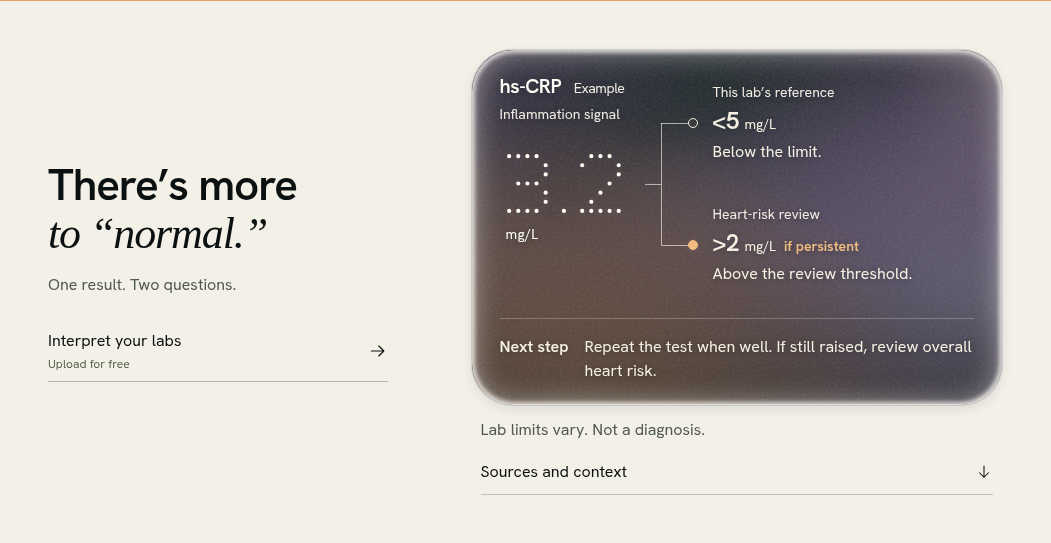 There’s more
to “normal.”
One result. Two questions.
Interpret your labs
Upload for free
hs-CRP Example
Inflammation signal
3.2
mg/L
This lab’s reference
<5 mg/L
Below the limit.
Heart-risk review
>2 mg/L if persistent
Above the review threshold.
Next step Repeat the test when well. If still raised, review overall
heart risk.
Lab limits vary. Not a diagnosis.
Sources and context